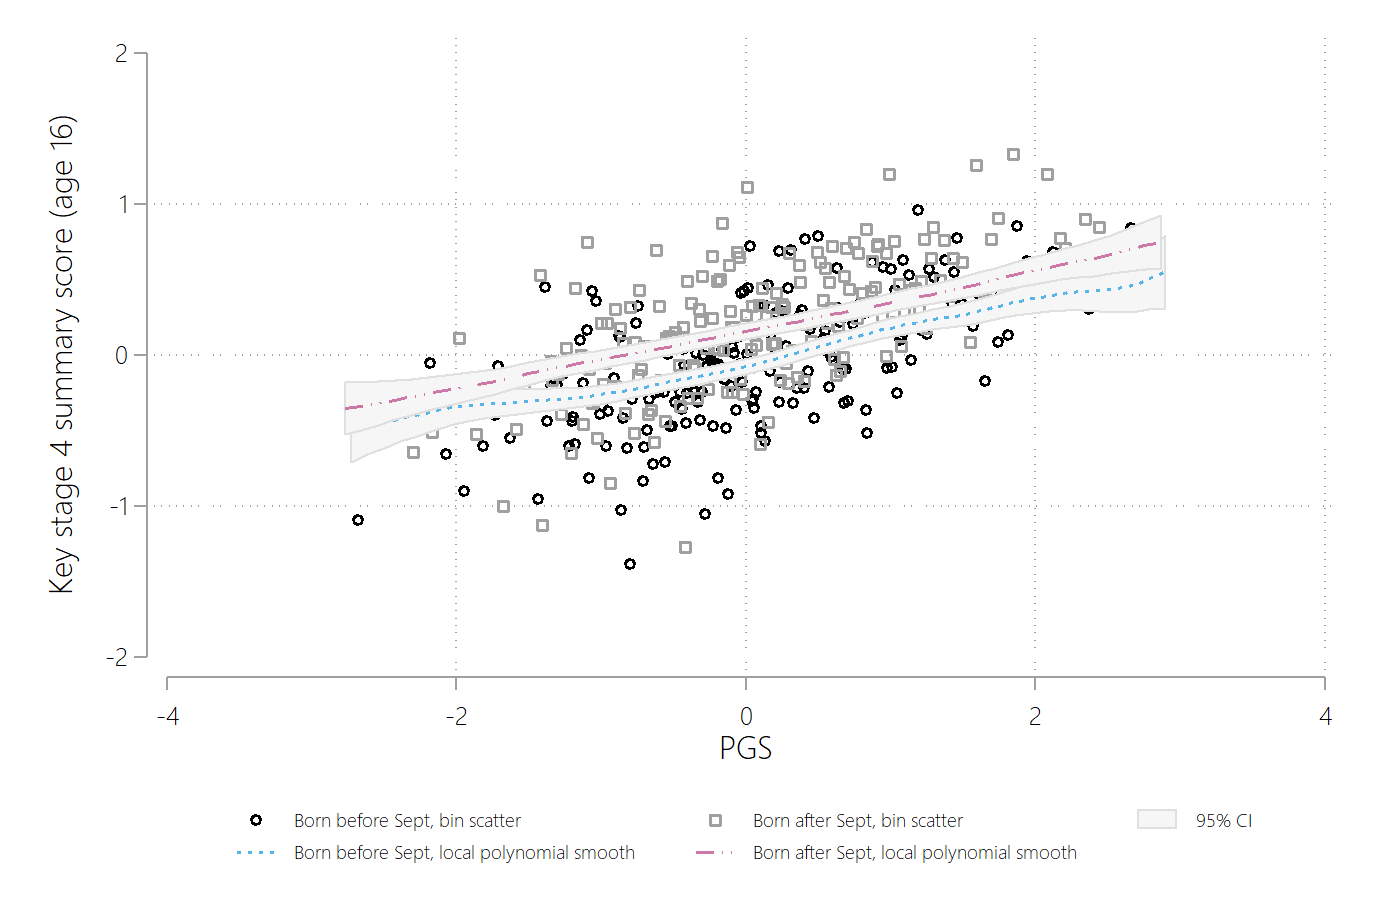 Key stage 4 summary score (age 16)
2
1
0
-1
-2
-4
-2
0
2
4
PGS
Born before Sept, bin scatter
Born after Sept, bin scatter
95% CI
Born before Sept, local polynomial smooth
Born after Sept, local polynomial smooth